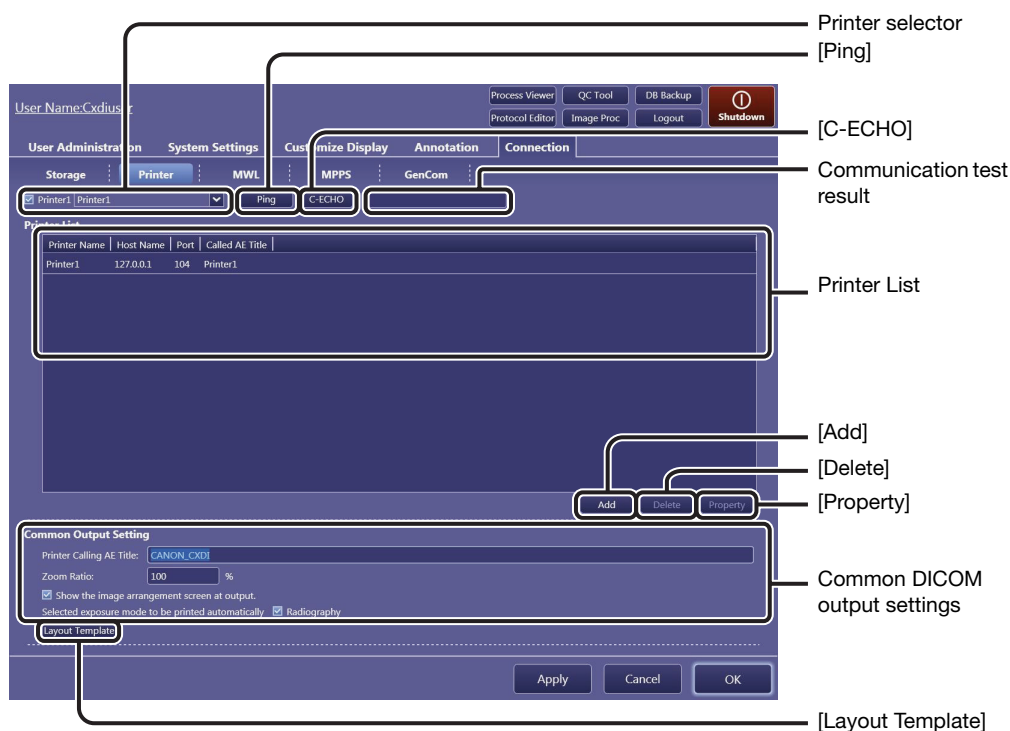 Printer selector
[Ping]
User Name:Cxdiuser
Process Viewer QC Tool DB Backup
Protocol Editor Image Proc Logout
Shutdown
[C-ECHO]
User Administration System Settings Customize Display Annotation Connection
Communication test
result
Storage Printer MWL MPPS GenCom
Printer1 Printer1 Ping C-ECHO
Printer List
Printer Name Host Name Port Called AE Title
Printer1 127.0.0.1 104 Printer1
Printer List
[Add]
[Delete]
[Property]
Add Delete Property
Common Output Setting
Printer Calling AE Title: CANON_CXDI
Zoom Ratio: 100 %
Common DICOM
output settings
Show the image arrangement screen at output.
Selected exposure mode to be printed automatically Radiography
Layout Template
Apply Cancel OK
[Layout Template]